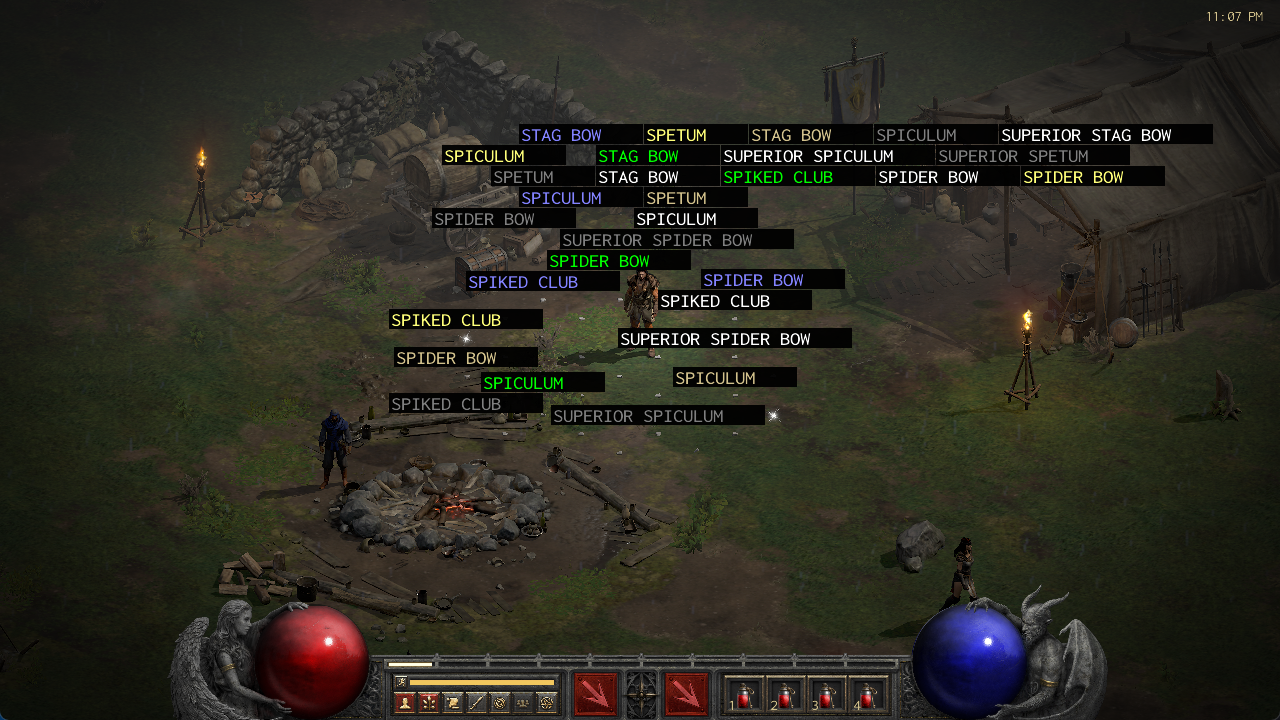 11:07 PM
STAG BOW SPETUM STAG BOW SPICULUM SUPERIOR STAG BOW
SPICULUM STAG BOW SUPERIOR SPICULUM SUPERIOR SPETUM
SPETUM STAG BOW SPIKED CLUB SPIDER BOW SPIDER BOW
SPICULUM SPETUM
SPIDER BOW SPICULUM
SUPERIOR SPIDER BOW
SPIDER BOW
SPIKED CLUB SPIDER BOW
SPIKED CLUB
SPIKED CLUB
SUPERIOR SPIDER BOW
SPIDER BOW
SPICULUM SPICULUM
SPIKED CLUB
SUPERIOR SPICULUM
1 2 3 4